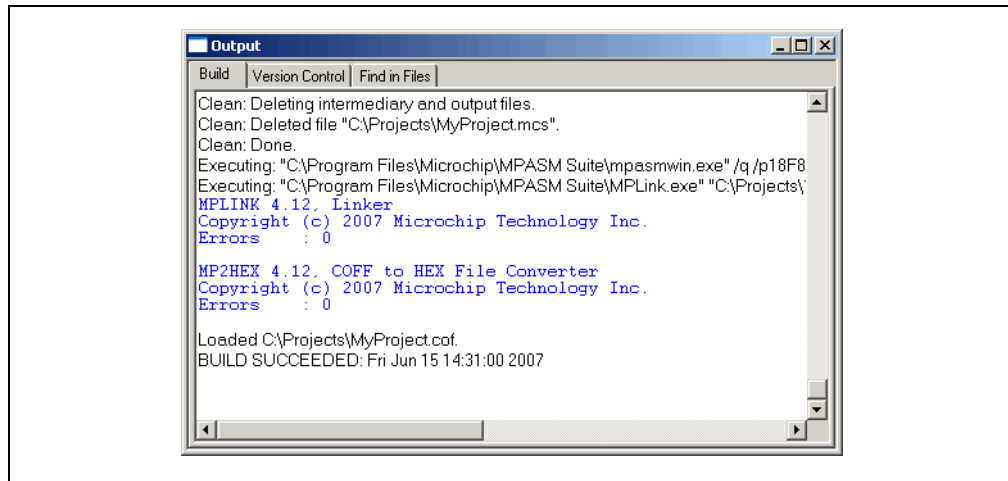 Output
Build Version Control Find in Files
Clean: Deleting intermediary and output files.
Clean: Deleted file "C:\Projects\MyProject.mcs".
Clean: Done.
Executing: "C:\Program Files\Microchip\MPASM Suite\mpasmwin.exe" /q /p18F8
Executing: "C:\Program Files\Microchip\MPASM Suite\MPLink.exe" "C:\Projects\
MPLINK 4.12, Linker
Copyright (c) 2007 Microchip Technology Inc.
Errors    : 0
MP2HEX 4.12, COFF to HEX File Converter
Copyright (c) 2007 Microchip Technology Inc.
Errors    : 0
Loaded C:\Projects\MyProject.cof.
BUILD SUCCEEDED: Fri Jun 15 14:31:00 2007